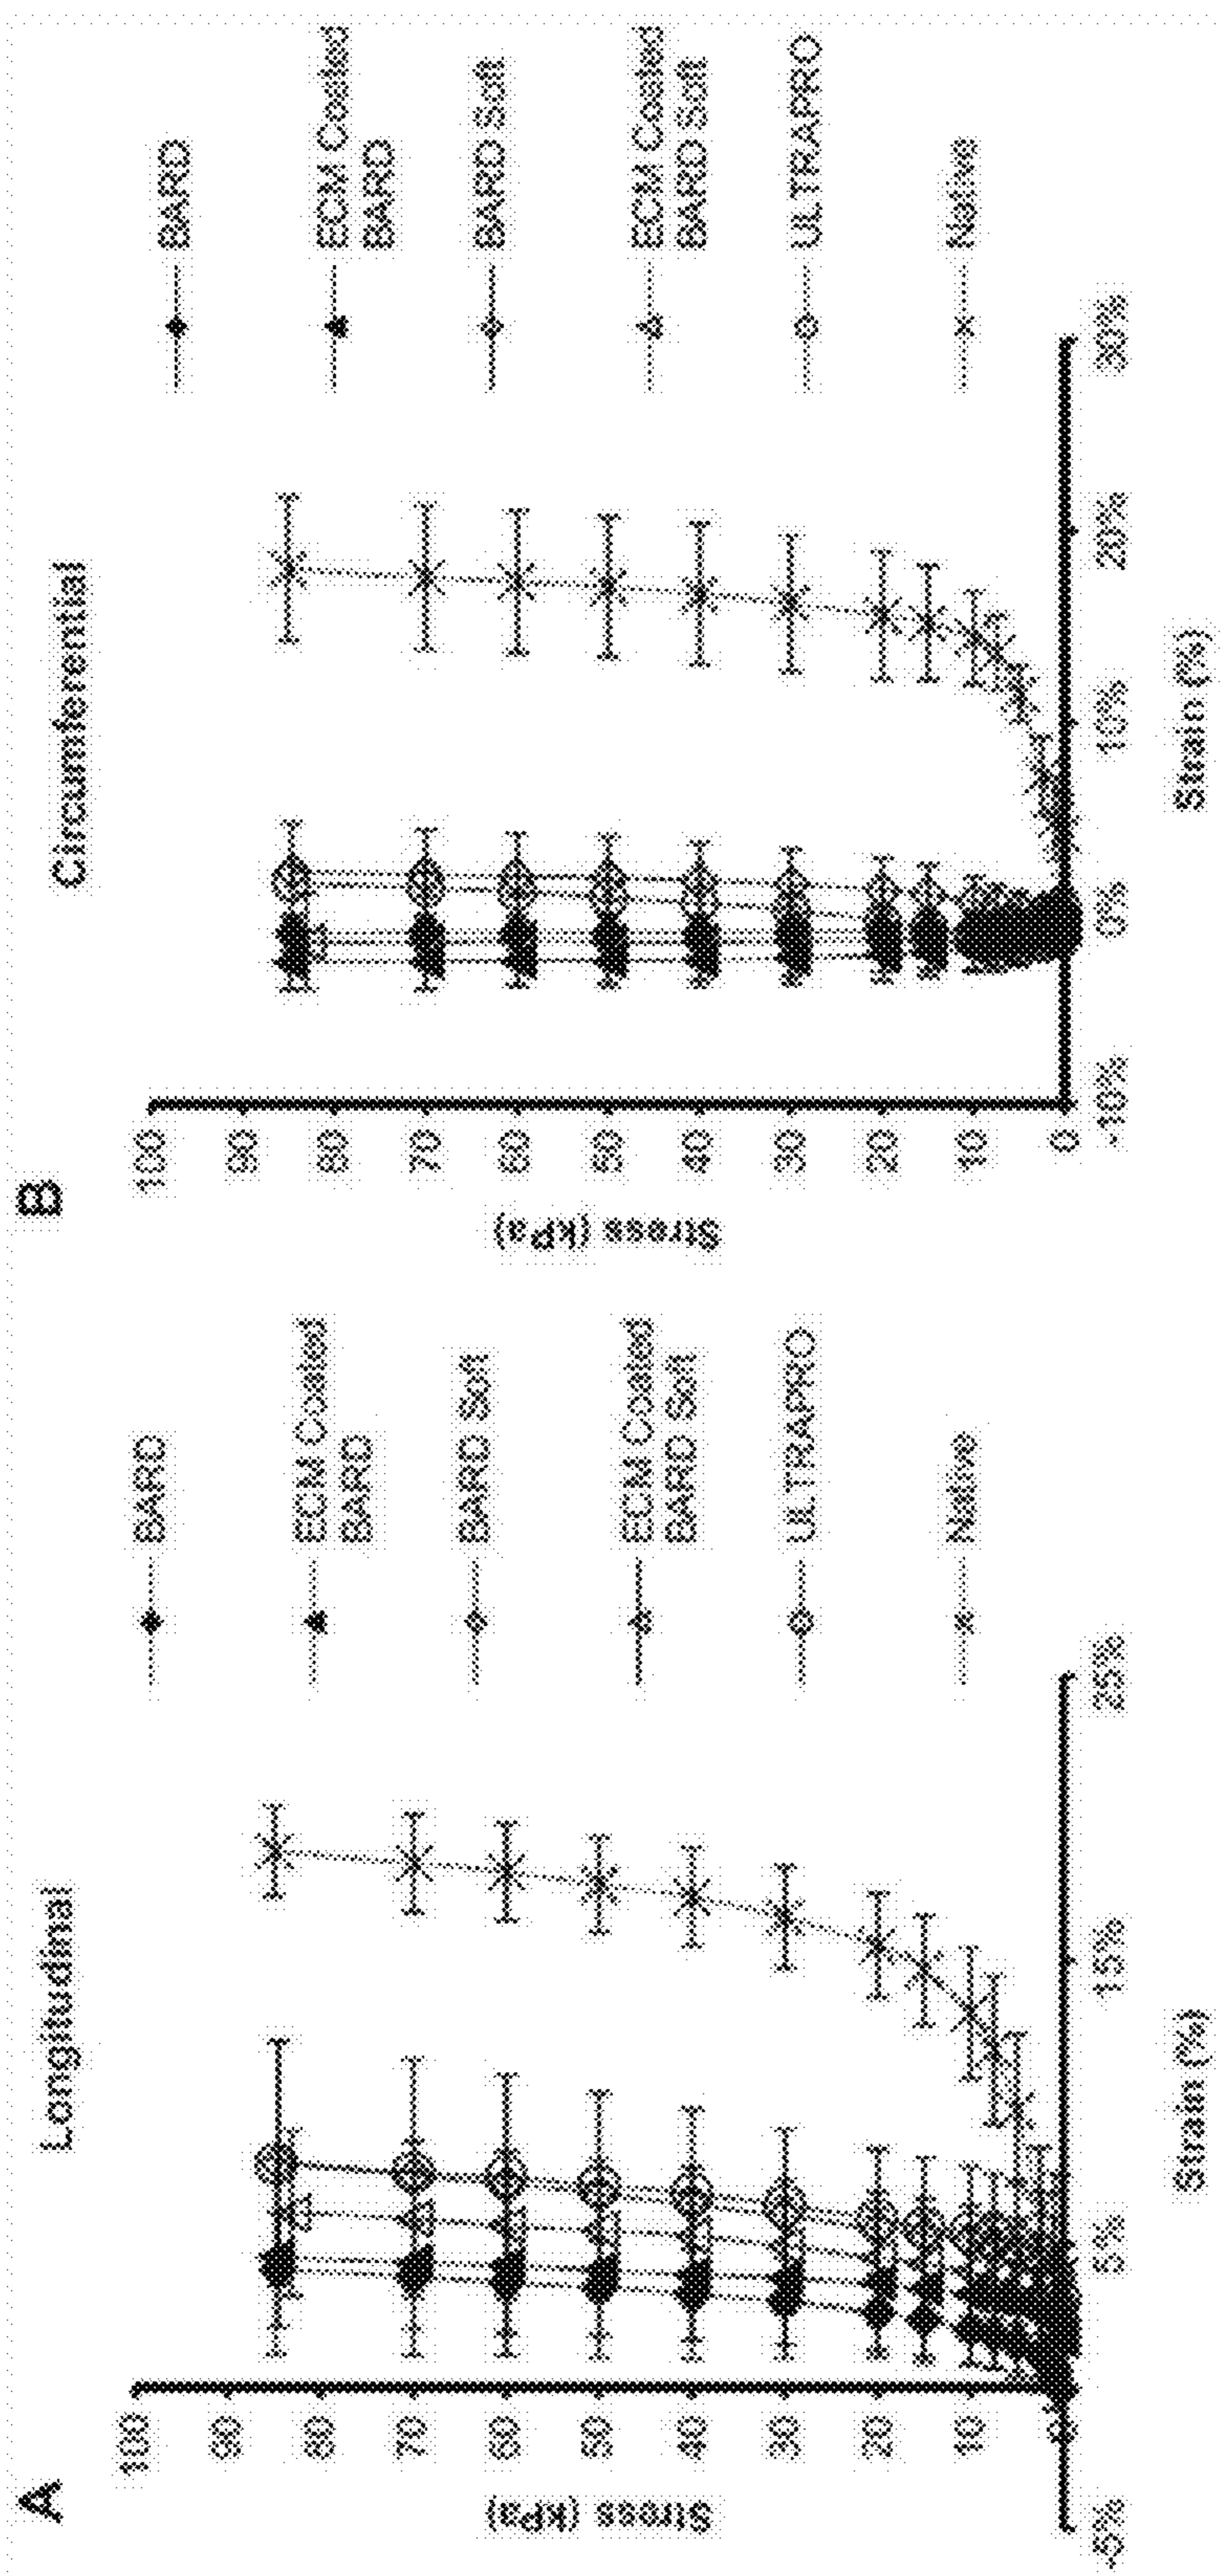 A
Longitudinal
100
90
80
70
60
50
40
30
20
10
0
Stress (kPa)
-5%
5%
15%
25%
Strain (%)
BARD
ECM Coated
BARD
BARD Soft
ECM Coated
BARD Soft
ULTRAPRO
Native
B
Circumferential
100
90
80
70
60
50
40
30
20
10
0
Stress (kPa)
-10%
0%
10%
20%
30%
Strain (%)
BARD
ECM Coated
BARD
BARD Soft
ECM Coated
BARD Soft
ULTRAPRO
Native